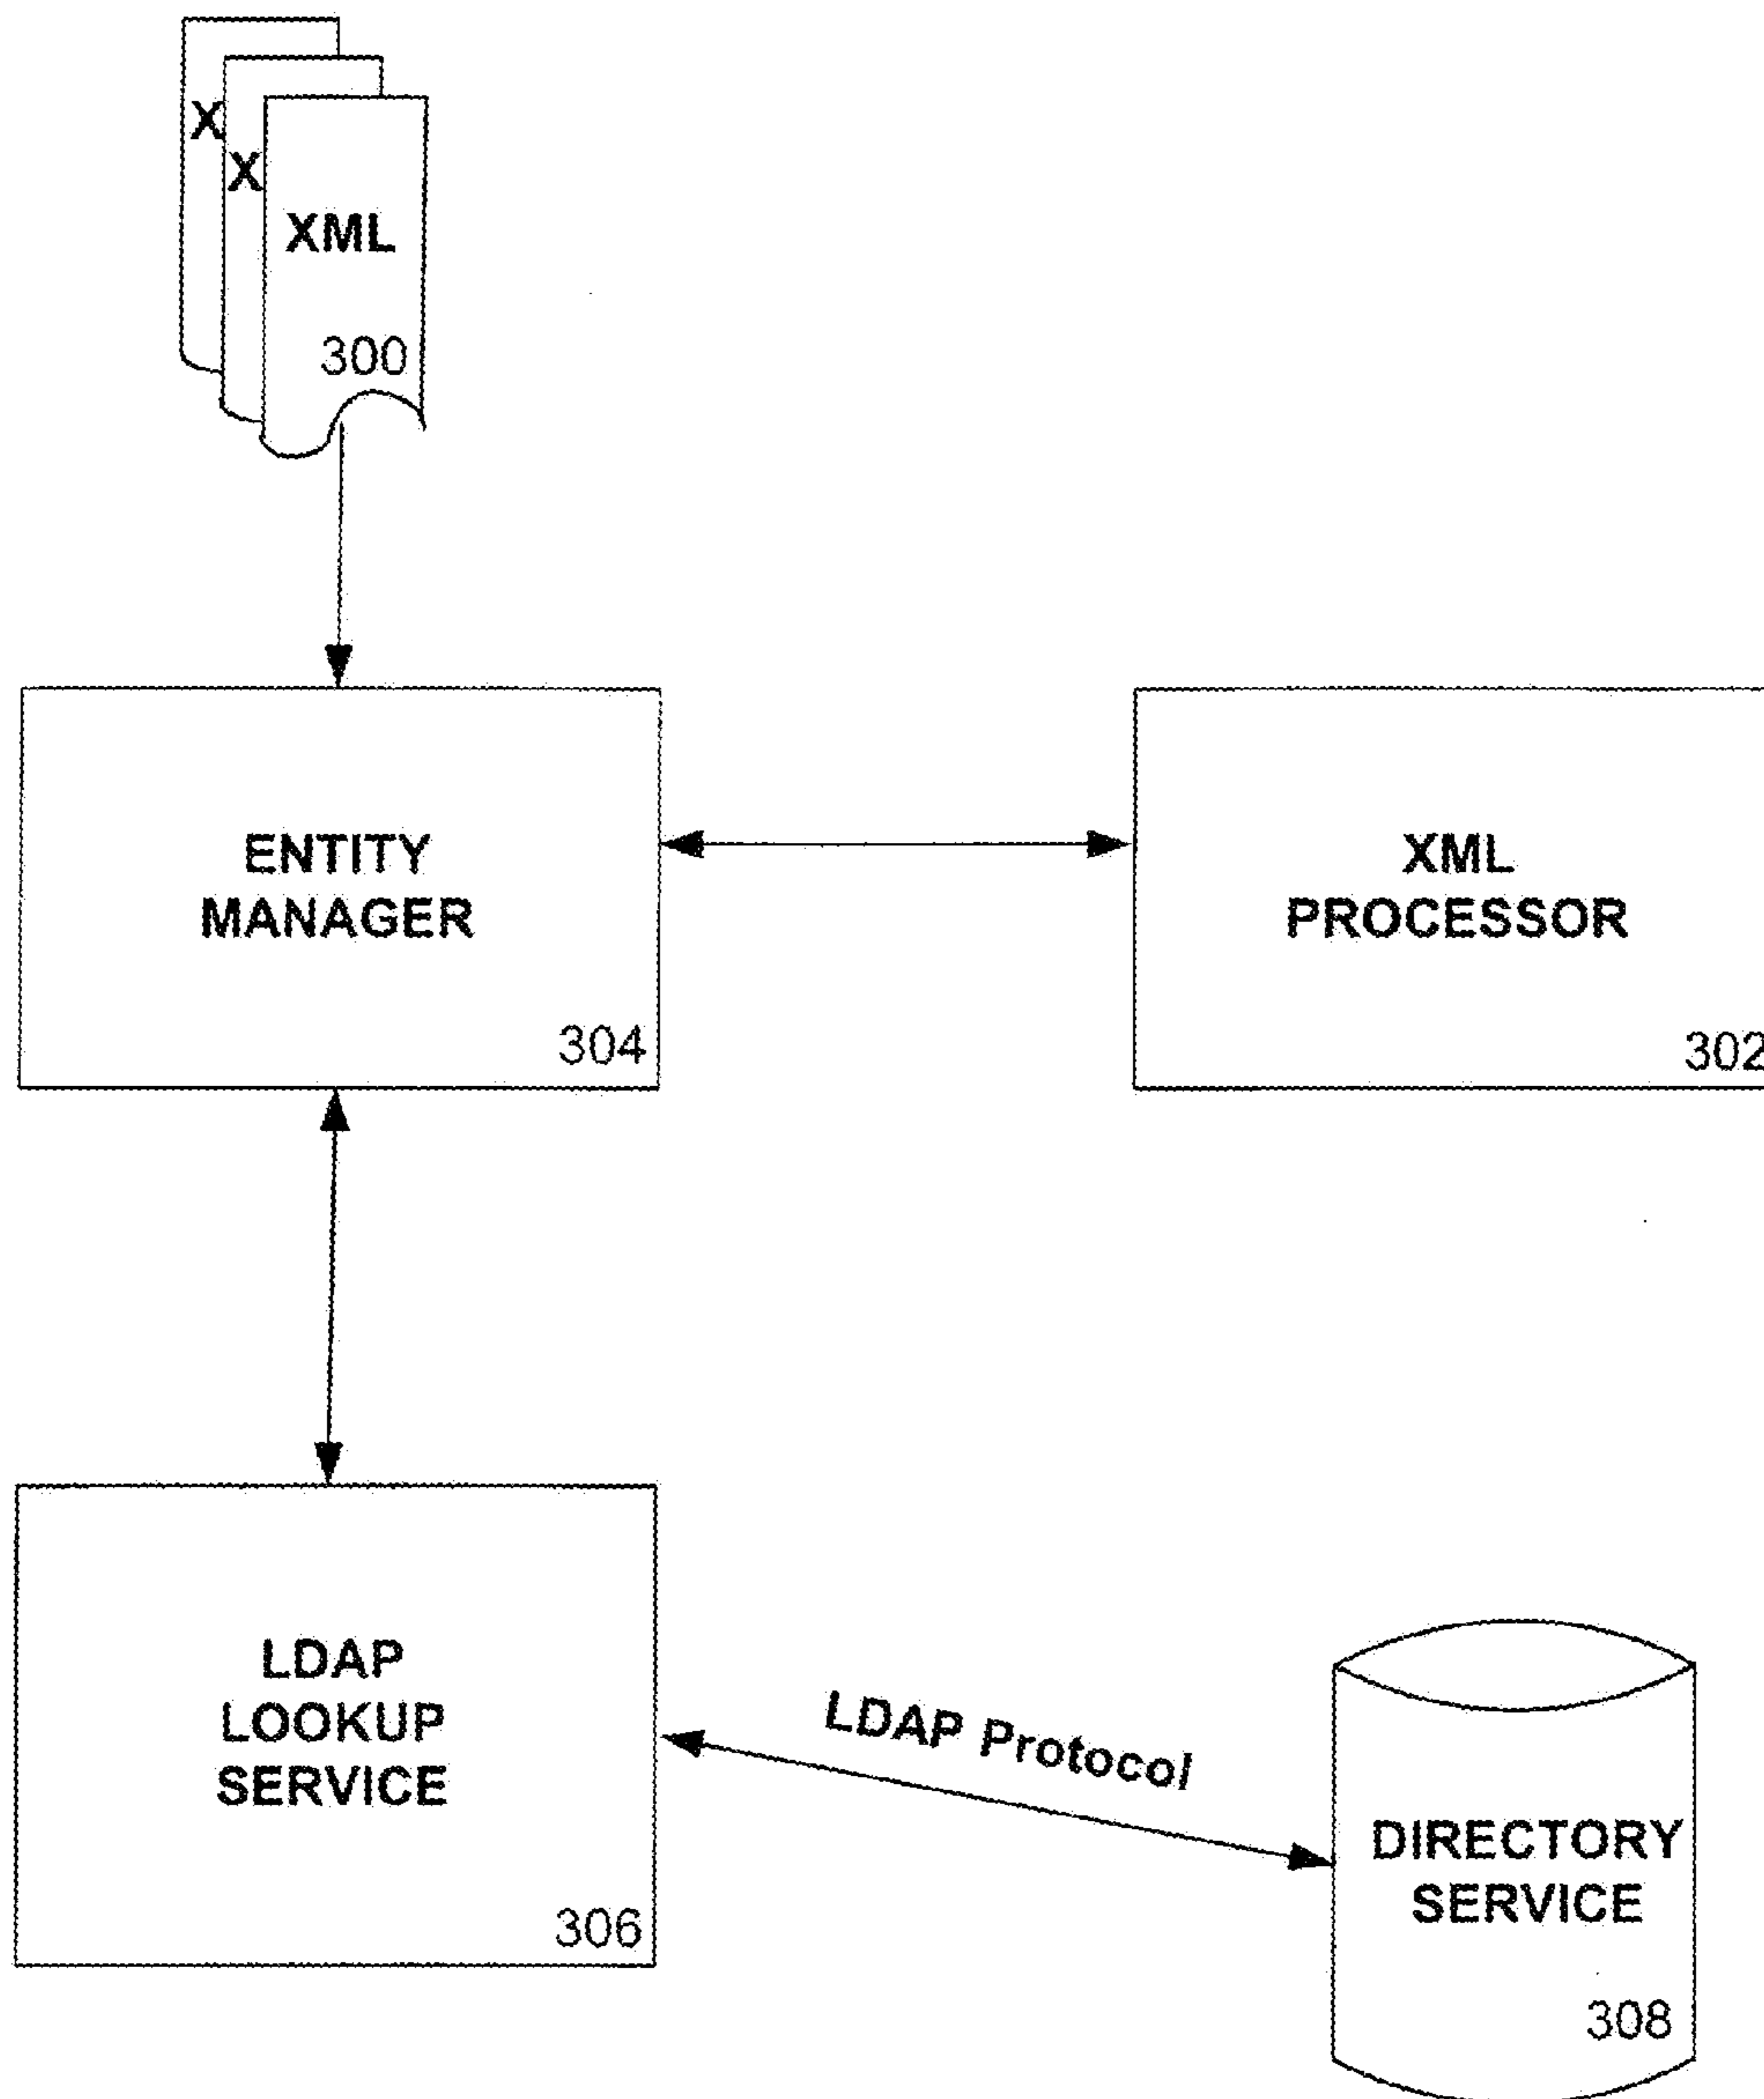 X
X
XML
300
ENTITY
MANAGER
304
XML
PROCESSOR
302
LDAP
LOOKUP
SERVICE
306
LDAP Protocol
DIRECTORY
SERVICE
308